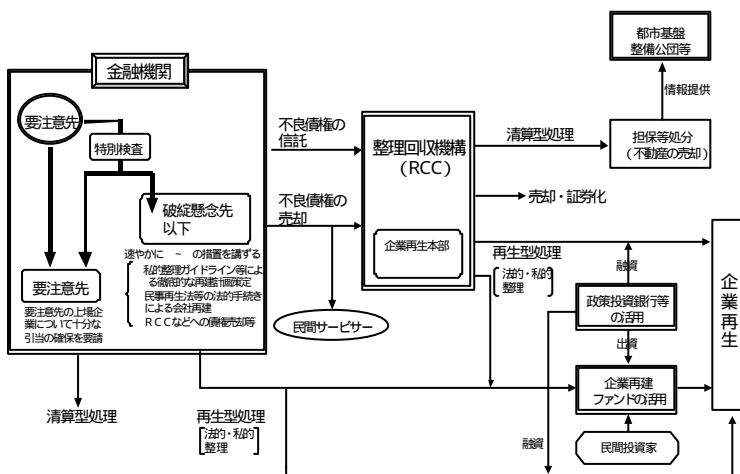 都市基盤
整備公団等
金融機関
情報提供
要注意先
特別検査
不良債権の
信託
整理回収機構
(RCC)
清算型処理
担保等処分
(不動産の売却)
売却・証券化
破綻懸念先
以下
不良債権の
売却
企業再生本部
再生型処理
法的・私的
整理
融資
速やかに ~ の措置を講ずる
私的整理ガイドライン等によ
る徹底的な再建計画策定
民事再生法等の法的手続き
による会社再建
RCCなどへの債権売却等
要注意先
要注意先の上場企
業について十分な
引当の確保を要請
民間サービサー
政策投資銀行等
の活用
出資
企業再生
清算型処理
再生型処理
法的・私的
整理
企業再建
ファンドの活用
融資
民間投資家